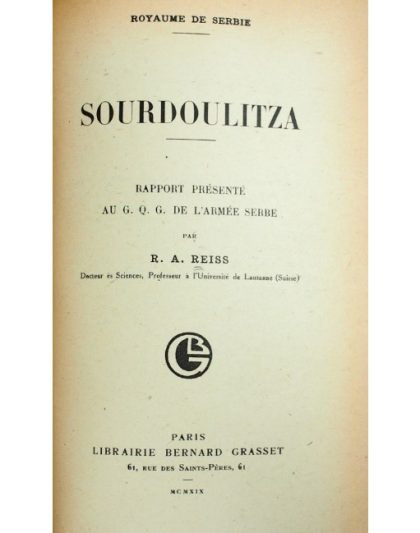 ROYAUME DE SERBIE
SOURDOULITZA
RAPPORT PRÉSENTÉ
AU G. Q. G. DE L'ARMÉE SERBE
PAR
R. A. REISS
Docteur ès Sciences, Professeur à l'Université de Lausanne (Suisse)
BG
PARIS
LIBRAIRIE BERNARD GRASSET
61, RUE DES SAINTS-PÈRES, 61
MCMXIX